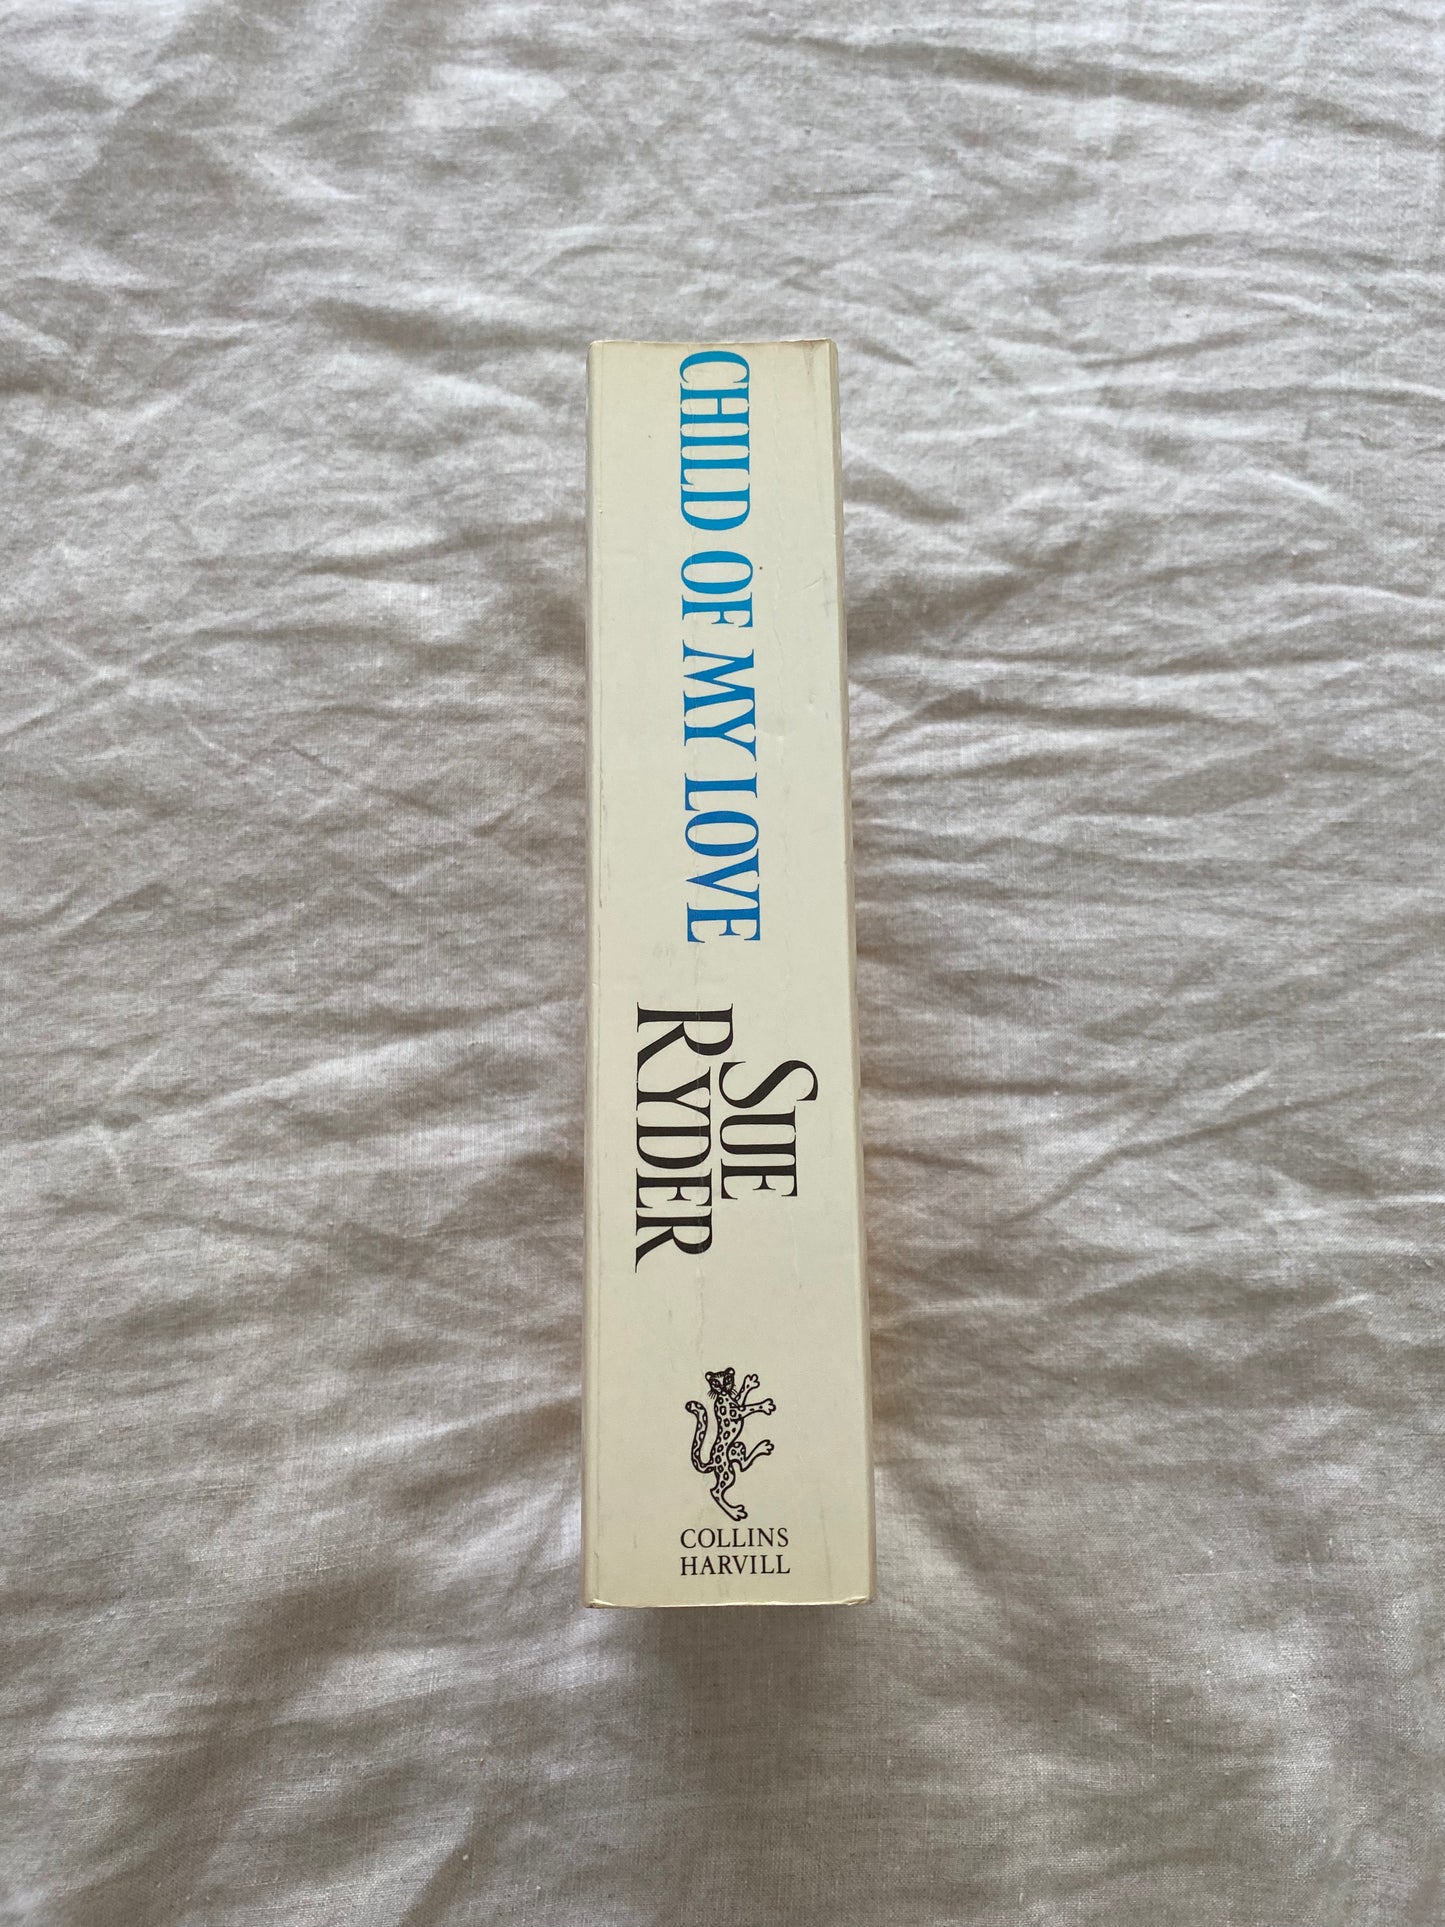 CHILD OF MY LOVE
SUE
RYDER
COLLINS
HARVILL